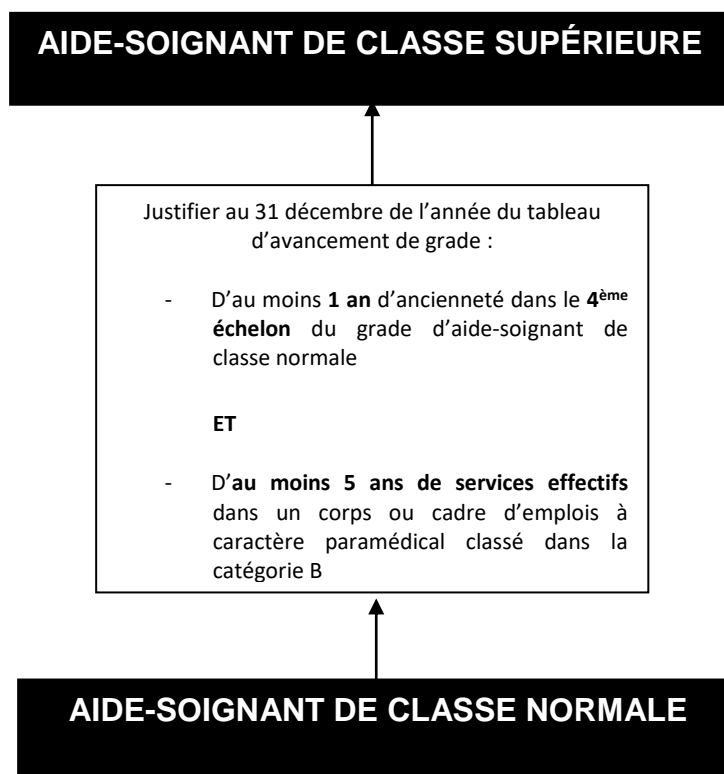 AIDE-SOIGNANT DE CLASSE SUPÉRIEURE
Justifier au 31 décembre de l’année du tableau
d’avancement de grade :
- D’au moins 1 an d’ancienneté dans le 4ème
échelon du grade d’aide-soignant de
classe normale
ET
- D’au moins 5 ans de services effectifs
dans un corps ou cadre d’emplois à
caractère paramédical classé dans la
catégorie B
AIDE-SOIGNANT DE CLASSE NORMALE